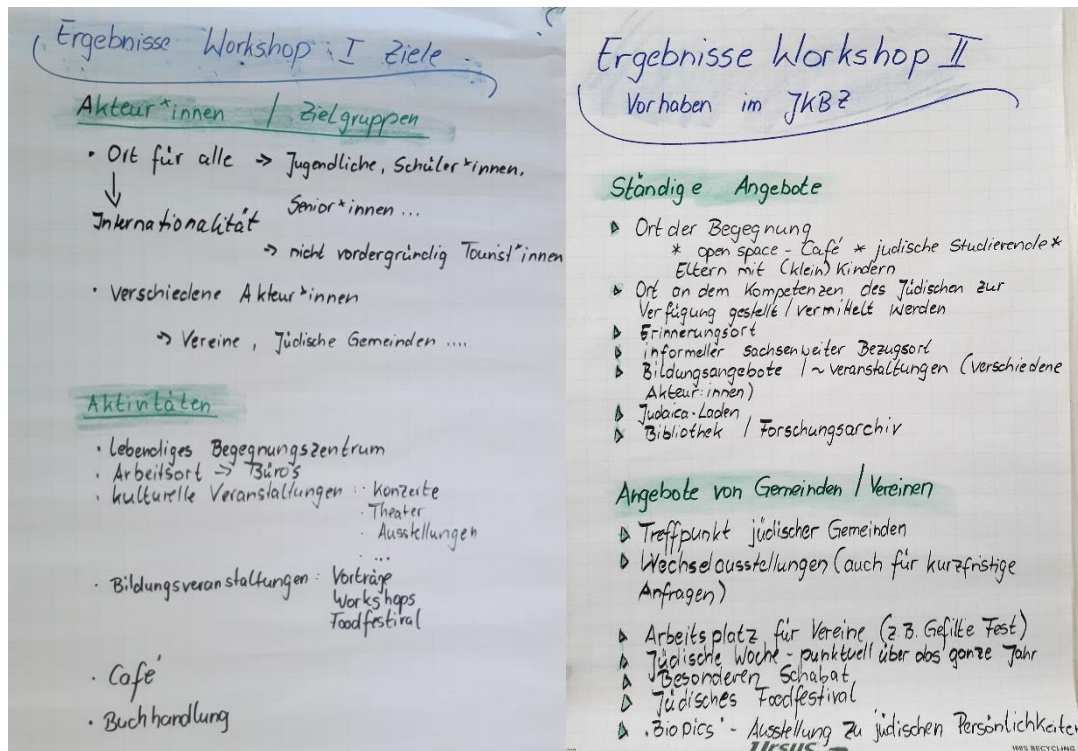 Ergebnisse Workshop I Ziele
Akteur*innen / Zielgruppen
· Ort für alle → Jugendliche, Schüler*innen,
Senior*innen ...
↓
Internationalität
→ nicht vordergründig Tourist*innen
· verschiedene Akteur*innen
→ Vereine, Jüdische Gemeinden ....
Aktivitäten
· Lebendiges Begegnungszentrum
· Arbeitsort → Büro's
· kulturelle Veranstaltungen : · Konzerte
· Theater
· Ausstellungen
· ...
· Bildungsveranstaltungen : Vorträge
Workshops
Foodfestival
· Café
· Buchhandlung
Ergebnisse Workshop II
Vorhaben im JKBZ
Ständige Angebote
▷ Ort der Begegnung
* open space - Café * jüdische Studierende *
Eltern mit (klein) Kindern
▷ Ort an dem Kompetenzen des Jüdischen zur
Verfügung gestellt / vermittelt werden
▷ Erinnerungsort
▷ informeller sachsenweiter Bezugsort
▷ Bildungsangebote / ~ veranstaltungen (verschiedene
Akteur:innen)
▷ Judaica-Laden
▷ Bibliothek / Forschungsarchiv
Angebote von Gemeinden / Vereinen
▷ Treffpunkt jüdischer Gemeinden
▷ Wechselausstellungen (auch für kurzfristige
Anfragen)
▷ Arbeitsplatz für Vereine (z.B. Gefilte Fest)
▷ Jüdische Woche - punktuell über das ganze Jahr
▷ Besonderen Schabat
▷ Jüdisches Foodfestival
▷ "Biopics" - Ausstellung zu jüdischen Persönlichkeiten
Ursus
100% RECYCLING